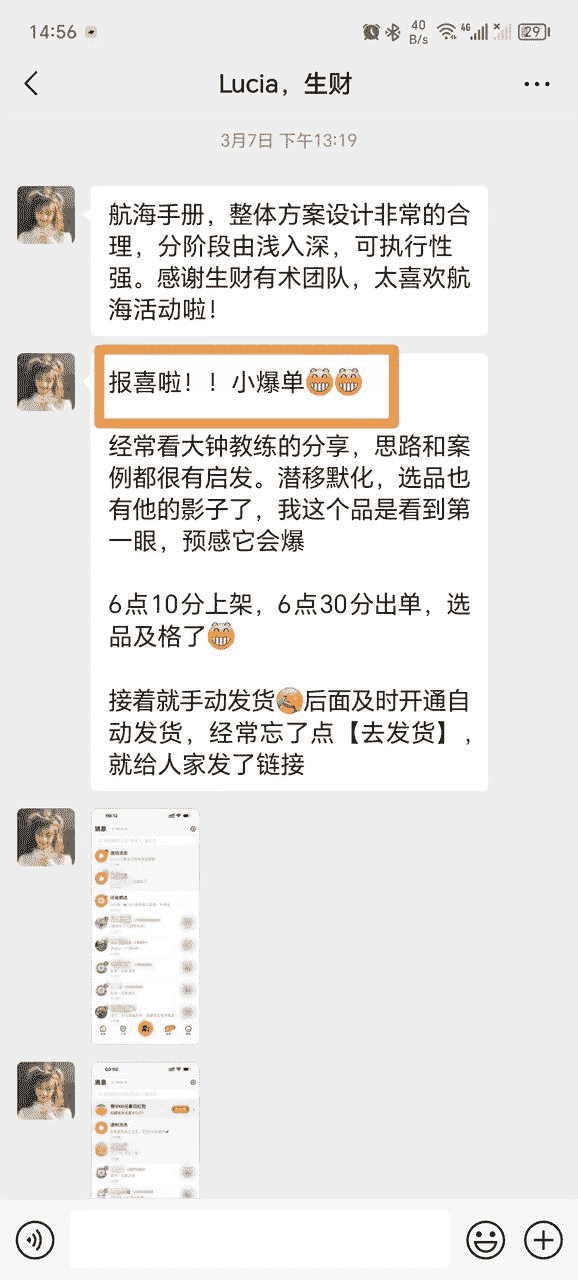 14:56
40
B/s
4G
29
Lucia，生财
3月7日 下午13:19
航海手册，整体方案设计非常的合
理，分阶段由浅入深，可执行性
强。感谢生财有术团队，太喜欢航
海活动啦！
报喜啦！！小爆单
经常看大钟教练的分享，思路和案
例都很有启发。潜移默化，选品也
有他的影子了，我这个品是看到第
一眼，预感它会爆
6点10分上架，6点30分出单，选
品及格了
接着就手动发货 后面及时开通自
动发货，经常忘了点【去发货】，
就给人家发了链接
消息
消息